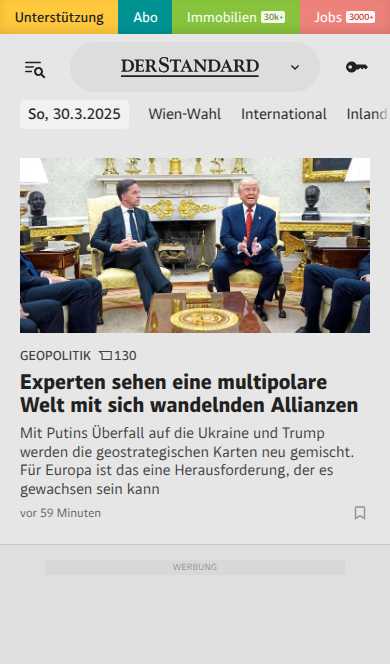 Unterstützung Abo Immobilien 30k+ Jobs 3000+
DERSTANDARD
So, 30.3.2025 Wien-Wahl International Inland
GEOPOLITIK 130
Experten sehen eine multipolare
Welt mit sich wandelnden Allianzen
Mit Putins Überfall auf die Ukraine und Trump
werden die geostrategischen Karten neu gemischt.
Für Europa ist das eine Herausforderung, der es
gewachsen sein kann
vor 59 Minuten
WERBUNG